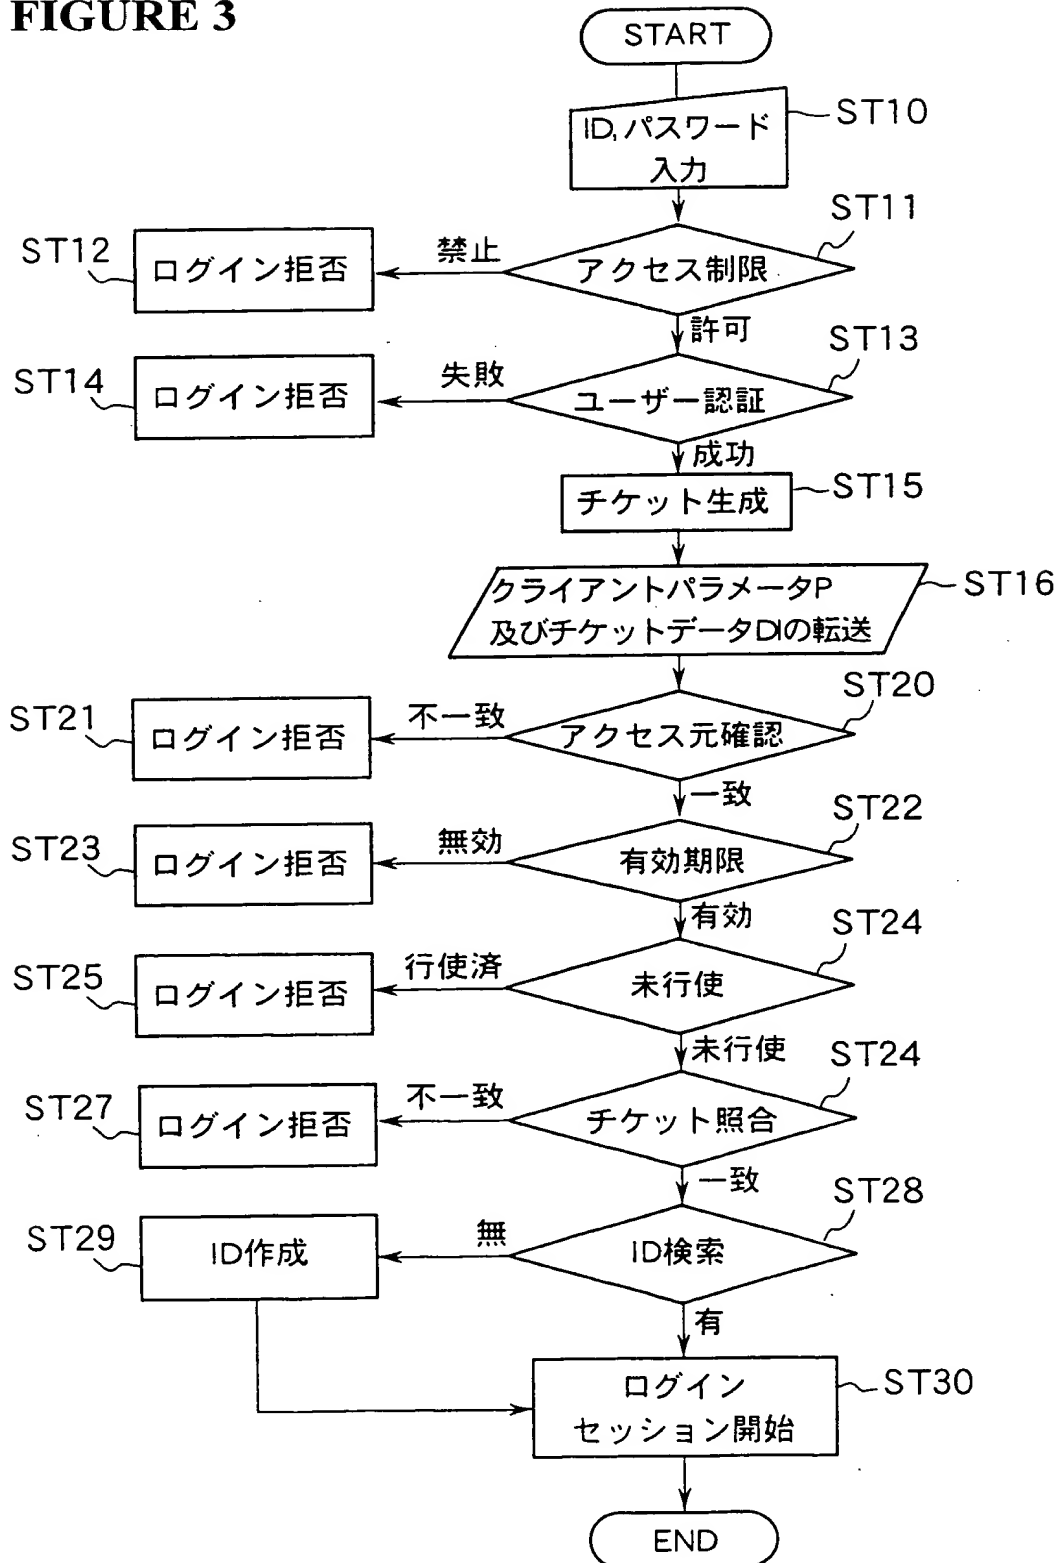 FIGURE 3
START
ID,パスワード
入力
ST10
ST11
アクセス制限
禁止
ログイン拒否
ST12
許可
ST13
ユーザー認証
失敗
ログイン拒否
ST14
成功
チケット生成
ST15
クライアントパラメータP
及びチケットデータDIの転送
ST16
ST20
アクセス元確認
不一致
ログイン拒否
ST21
一致
ST22
有効期限
無効
ログイン拒否
ST23
有効
ST24
未行使
行使済
ログイン拒否
ST25
未行使
ST24
チケット照合
不一致
ログイン拒否
ST27
一致
ST28
ID検索
無
ID作成
ST29
有
ログイン
セッション開始
ST30
END